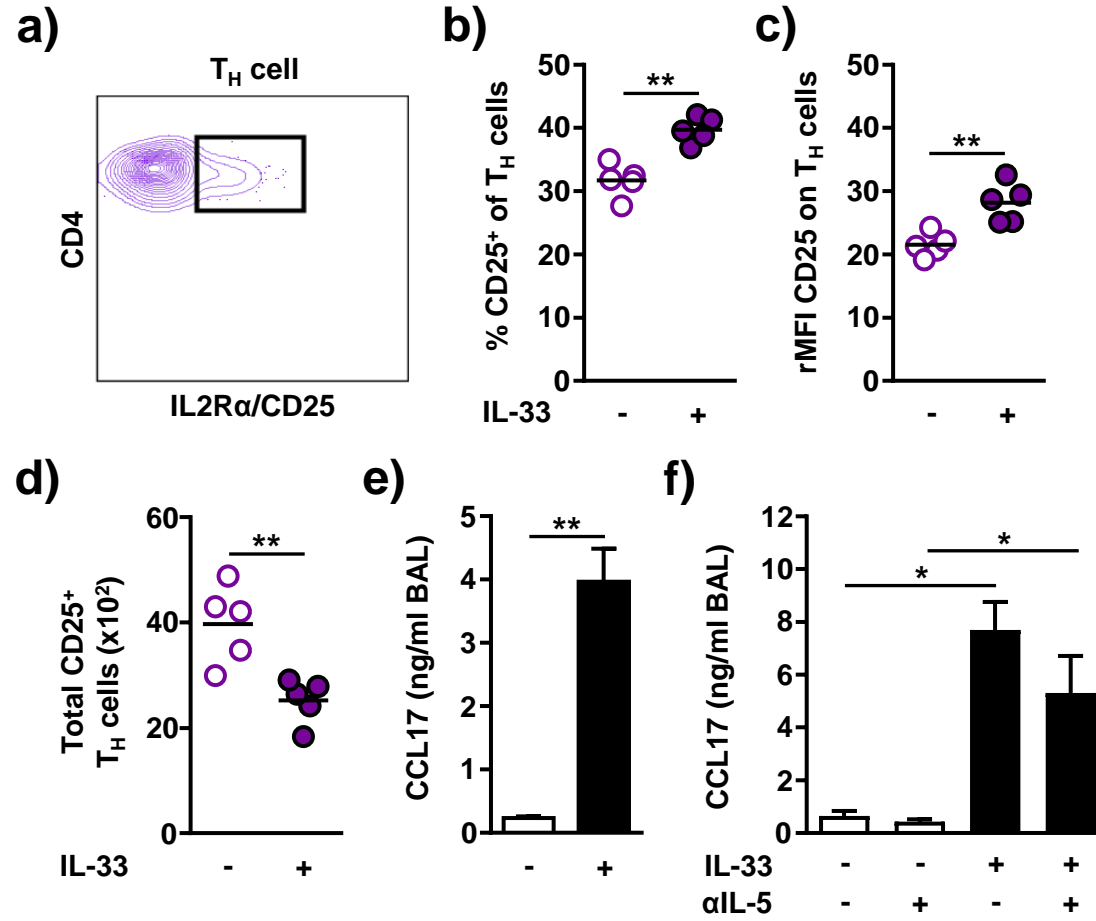 a)
T_H cell
CD4
IL2Rα/CD25
b)
% CD25⁺ of T_H cells
50
40
30
20
10
0
**
IL-33 - +
c)
rMFI CD25 on T_H cells
50
40
30
20
10
0
**
- +
d)
Total CD25⁺
T_H cells (x10²)
60
40
20
0
**
IL-33 - +
e)
CCL17 (ng/ml BAL)
5
4
3
2
1
0
**
- +
f)
CCL17 (ng/ml BAL)
12
10
8
6
4
2
0
*
*
IL-33 - - + +
αIL-5 - + - +